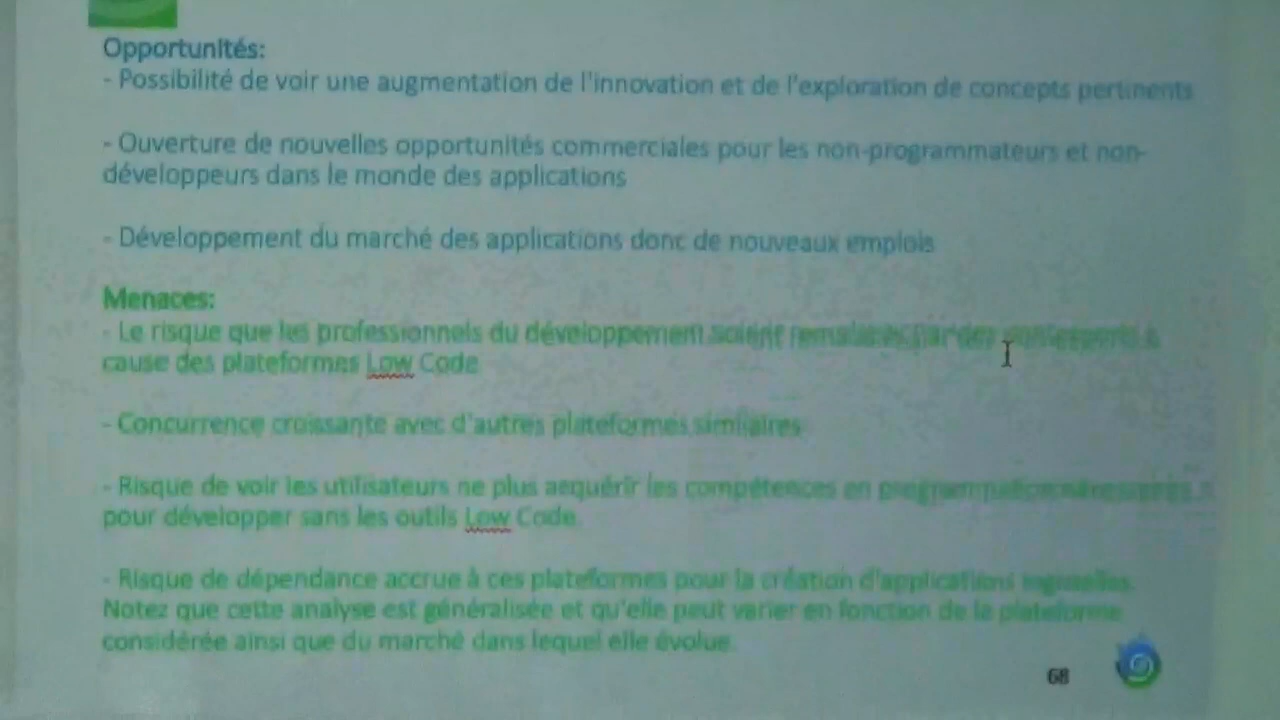 Opportunités:
- Possibilité de voir une augmentation de l'innovation et de l'exploration de concepts pertinents
- Ouverture de nouvelles opportunités commerciales pour les non-programmateurs et non-
développeurs dans le monde des applications
- Développement du marché des applications donc de nouveaux emplois
Menaces:
- Le risque que les professionnels du développement soient par des à
cause des plateformes Low Code
- Concurrence croissante avec d'autres plateformes similaires
- Risque de voir les utilisateurs ne plus acquérir les compétences en programmation
pour développer sans les outils Low Code.
- Risque de dépendance accrue à ces plateformes pour la création d'applications
Notez que cette analyse est généralisée et qu'elle peut varier en fonction de la plateforme
considérée ainsi que du marché dans lequel elle évolue.
68